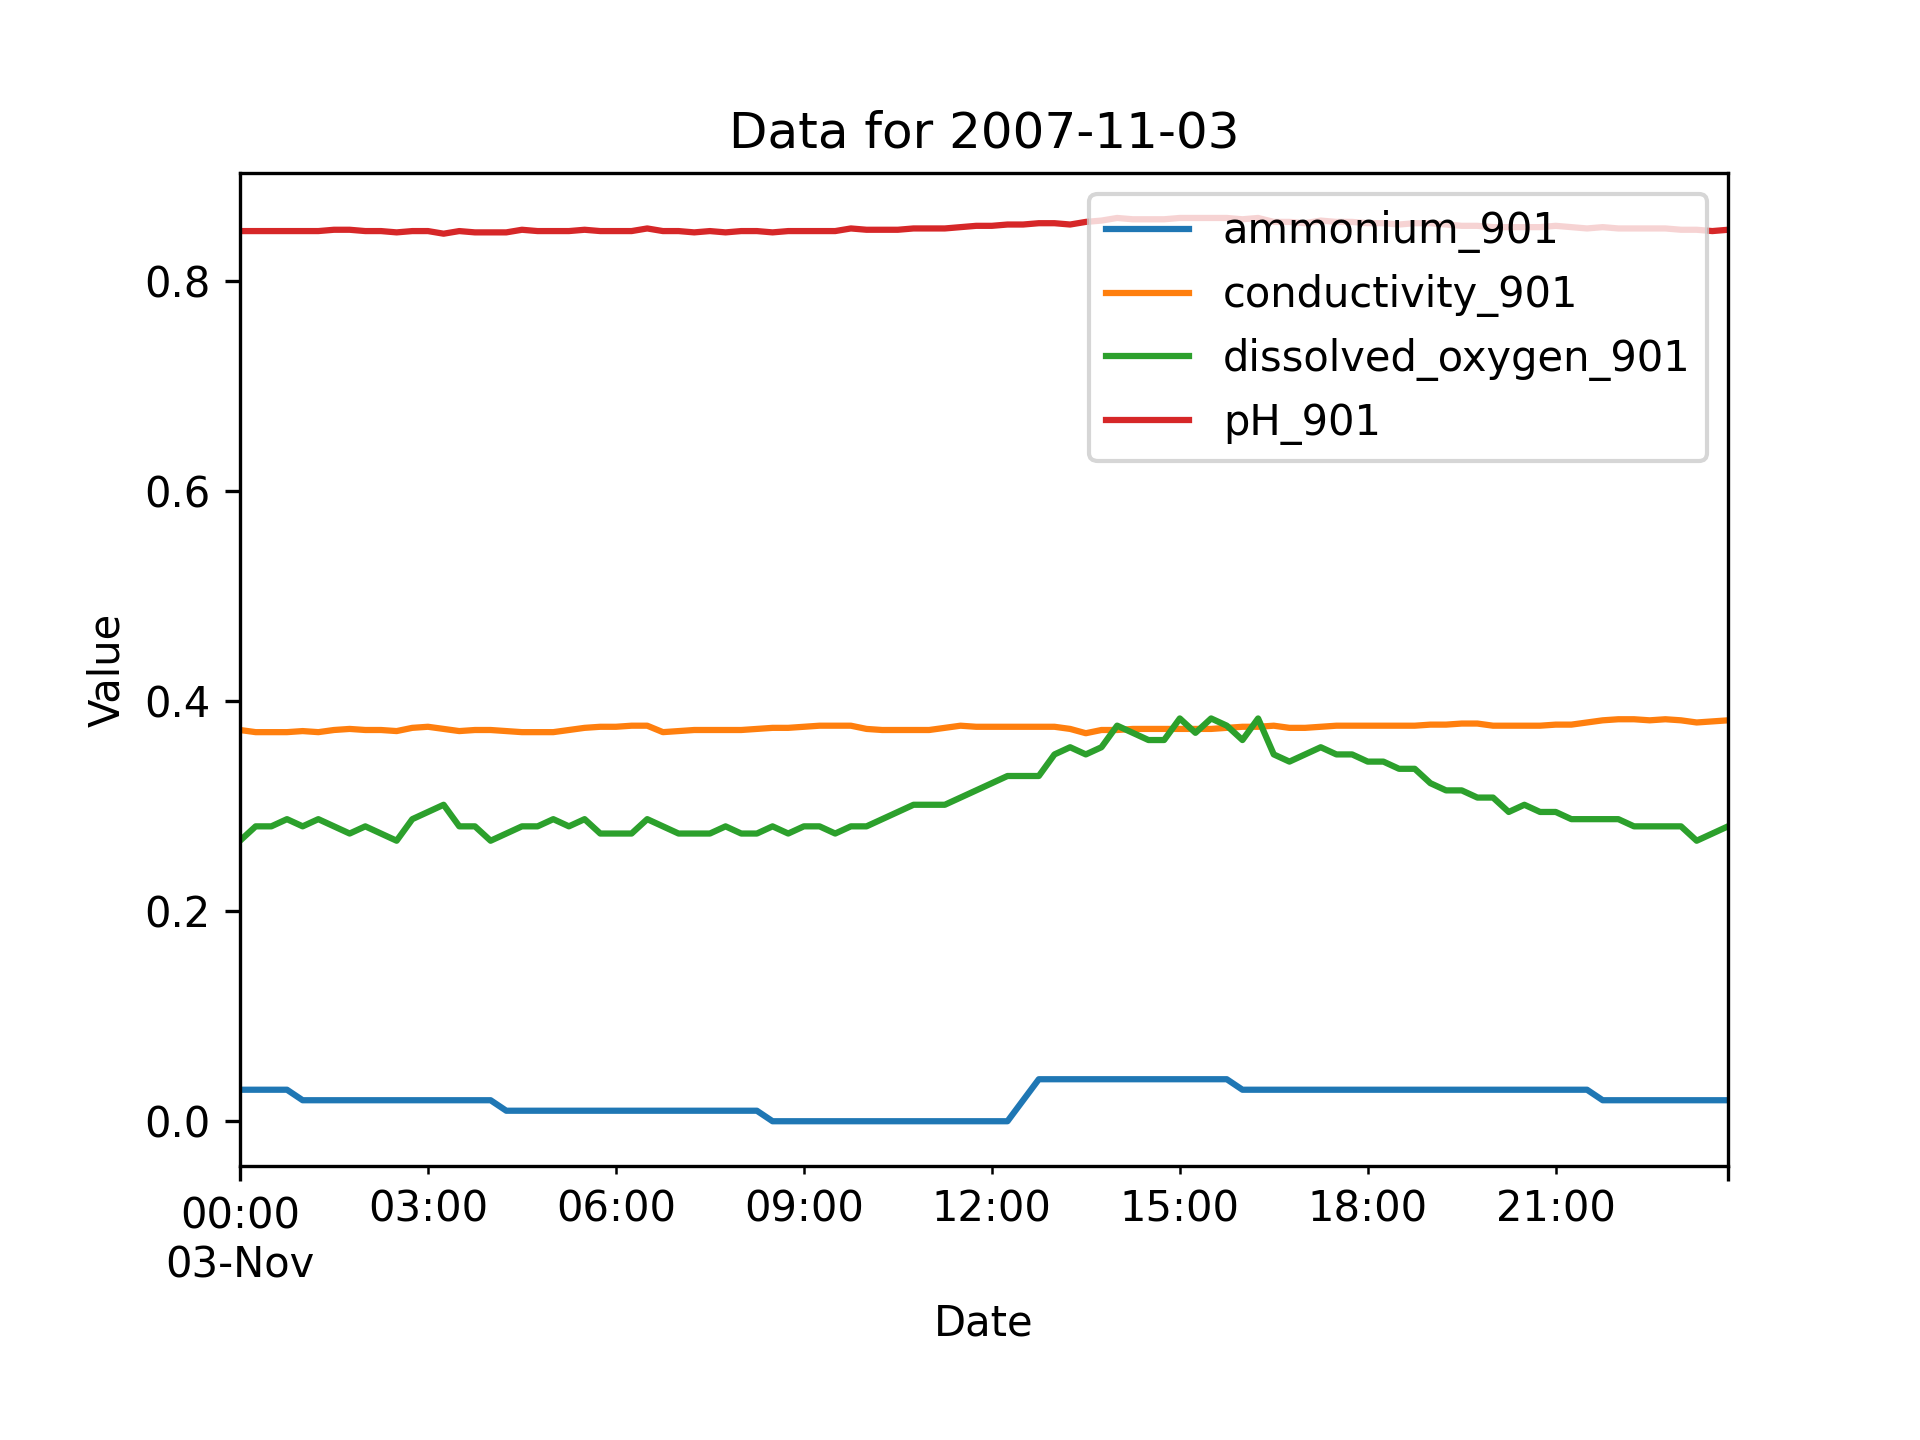 Data for 2007-11-03
ammonium_901
conductivity_901
dissolved_oxygen_901
pH_901
0.8
0.6
0.4
0.2
0.0
Value
00:00 03:00 06:00 09:00 12:00 15:00 18:00 21:00
03-Nov
Date